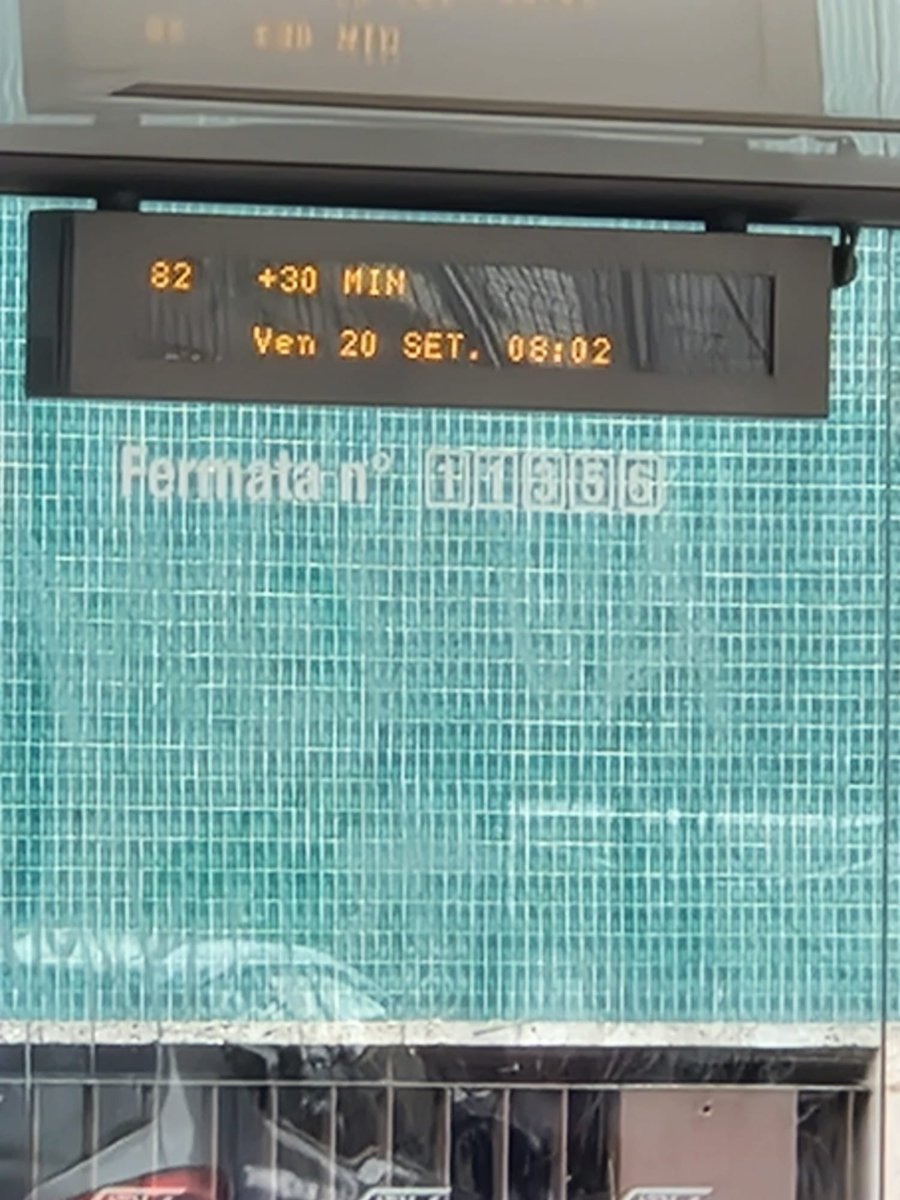 82 +30 MIN
Ven 20 SET. 08:02
Fermata n° 11356